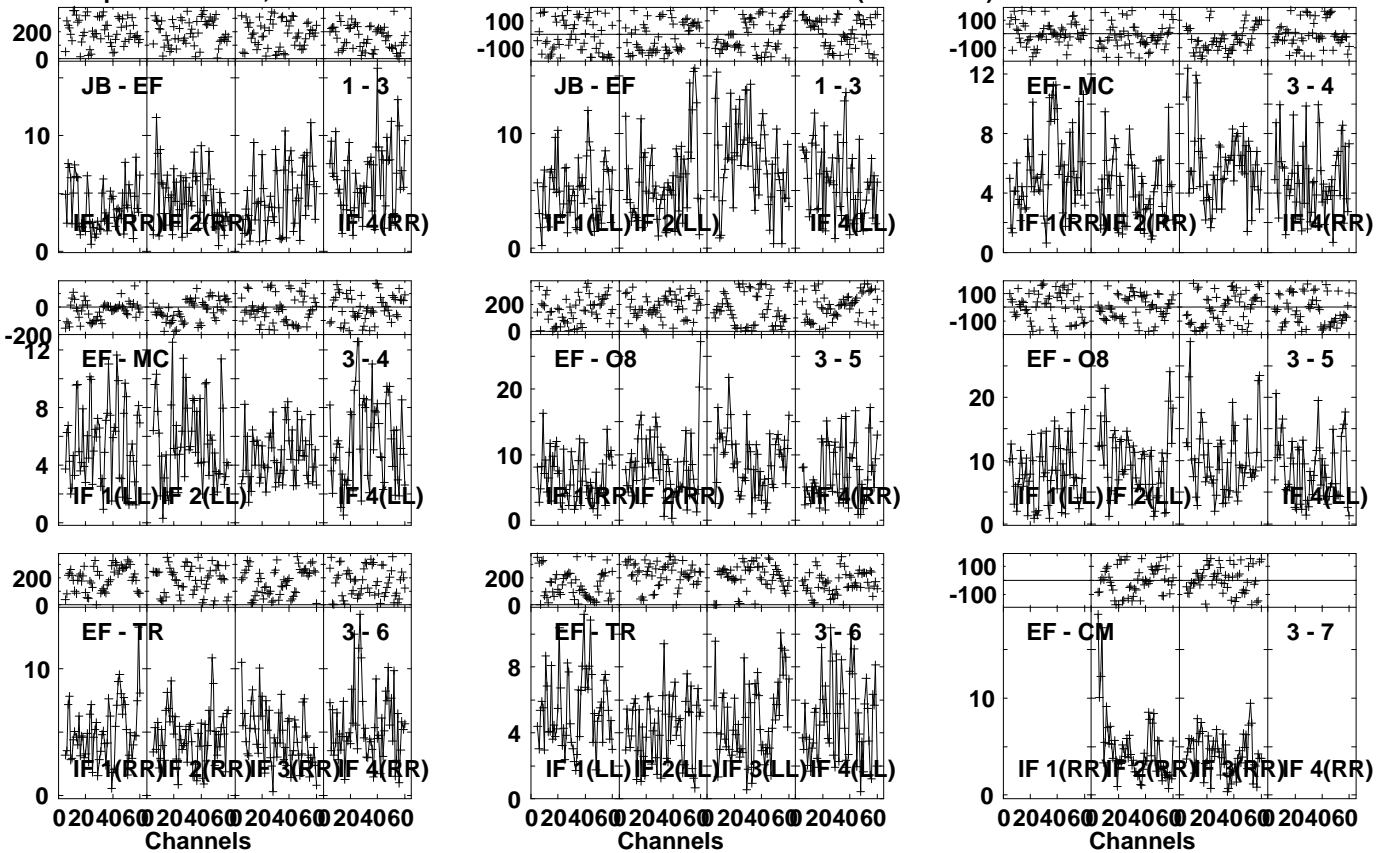 200
0
100
-100
100
-100
JB - EF 1 - 3
10
0
IF 1(RR) IF 2(RR) IF 4(RR)
JB - EF 1 - 3
10
0
IF 1(LL) IF 2(LL) IF 4(LL)
EF - MC 3 - 4
12
8
4
0
IF 1(RR) IF 2(RR) IF 4(RR)
0
-200
200
0
100
-100
EF - MC 3 - 4
12
8
4
0
IF 1(LL) IF 2(LL) IF 4(LL)
EF - O8 3 - 5
20
10
0
IF 1(RR) IF 2(RR) IF 4(RR)
EF - O8 3 - 5
20
10
0
IF 1(LL) IF 2(LL) IF 4(LL)
200
0
200
0
100
-100
EF - TR 3 - 6
10
0
IF 1(RR) IF 2(RR) IF 3(RR) IF 4(RR)
EF - TR 3 - 6
8
4
0
IF 1(LL) IF 2(LL) IF 3(LL) IF 4(LL)
EF - CM 3 - 7
10
0
IF 1(RR) IF 2(RR) IF 3(RR) IF 4(RR)
0 20 40 60 0 20 40 60 0 20 40 60 0 20 40 60
Channels
0 20 40 60 0 20 40 60 0 20 40 60 0 20 40 60
Channels
0 20 40 60 0 20 40 60 0 20 40 60 0 20 40 60
Channels